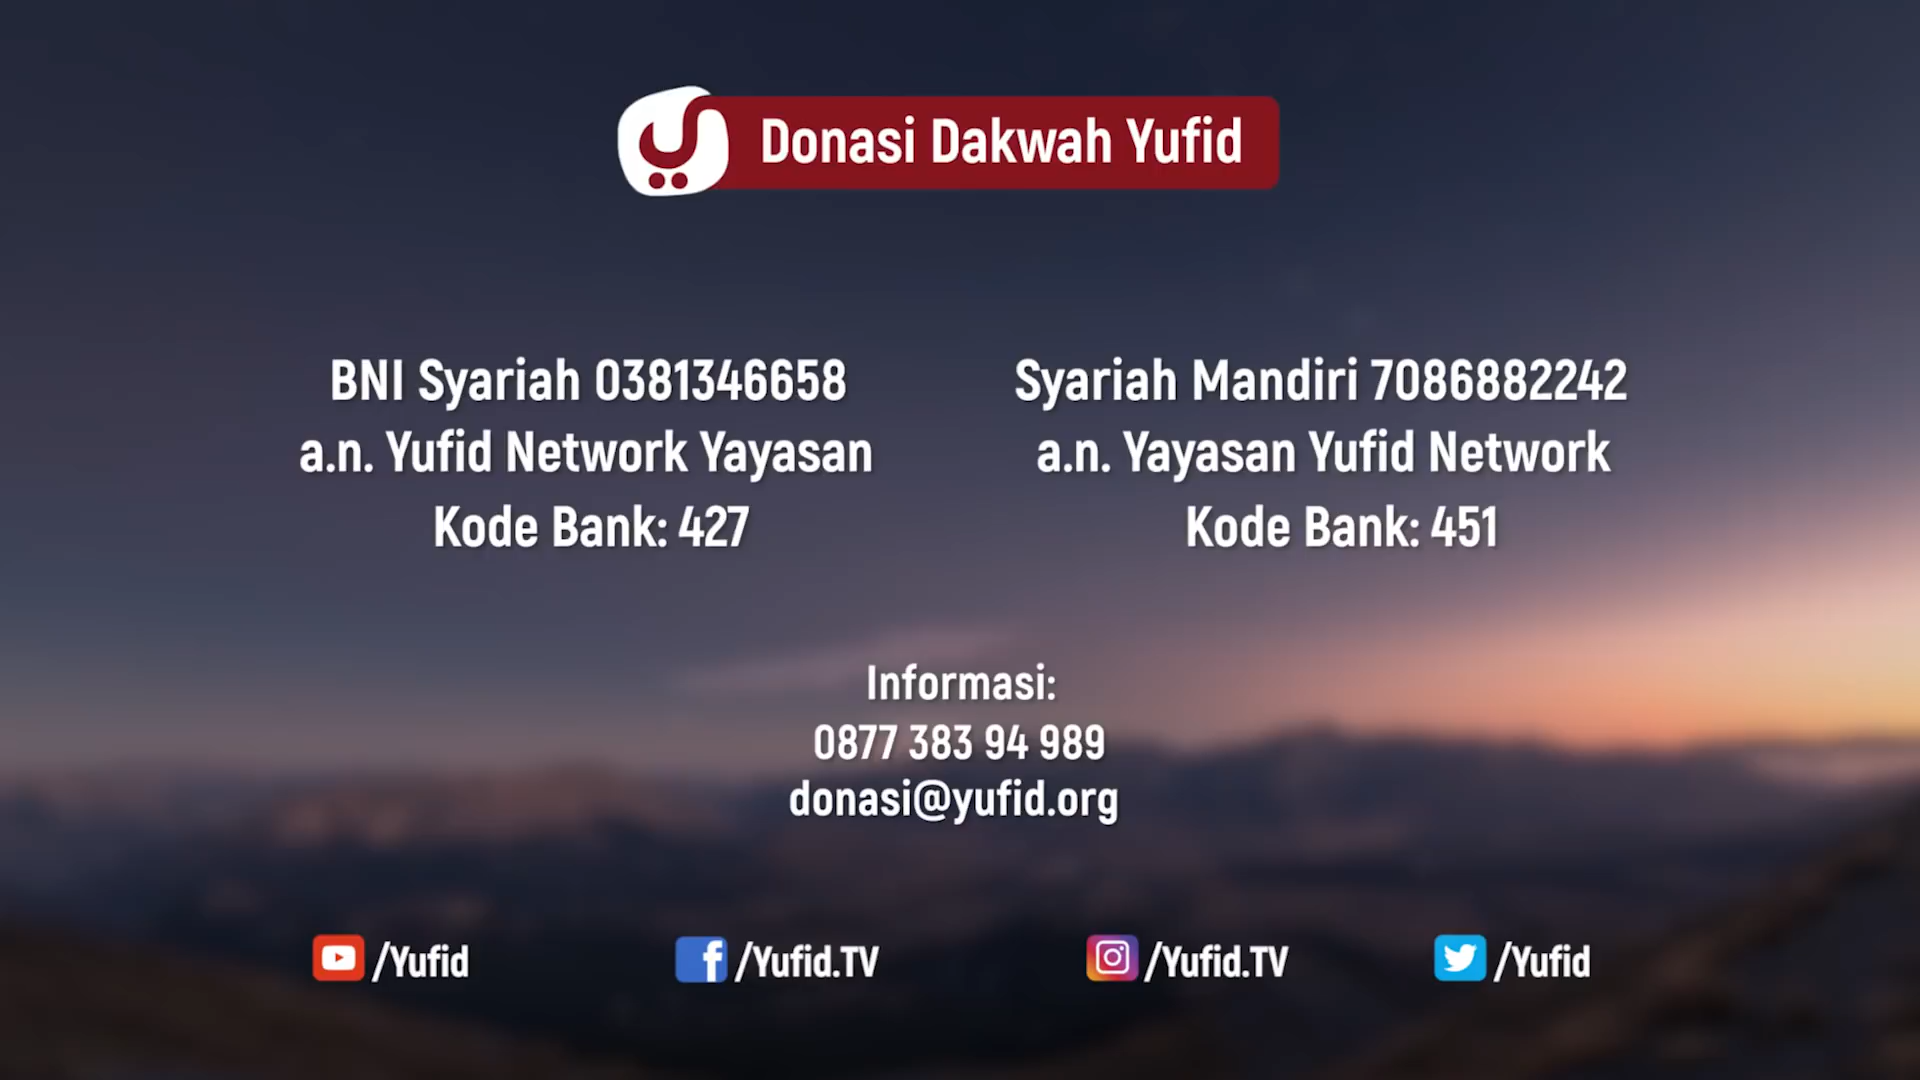 Donasi Dakwah Yufid
BNI Syariah 0381346658
a.n. Yufid Network Yayasan
Kode Bank: 427
Syariah Mandiri 7086882242
a.n. Yayasan Yufid Network
Kode Bank: 451
Informasi:
0877 383 94 989
donasi@yufid.org
/Yufid
/Yufid.TV
/Yufid.TV
/Yufid